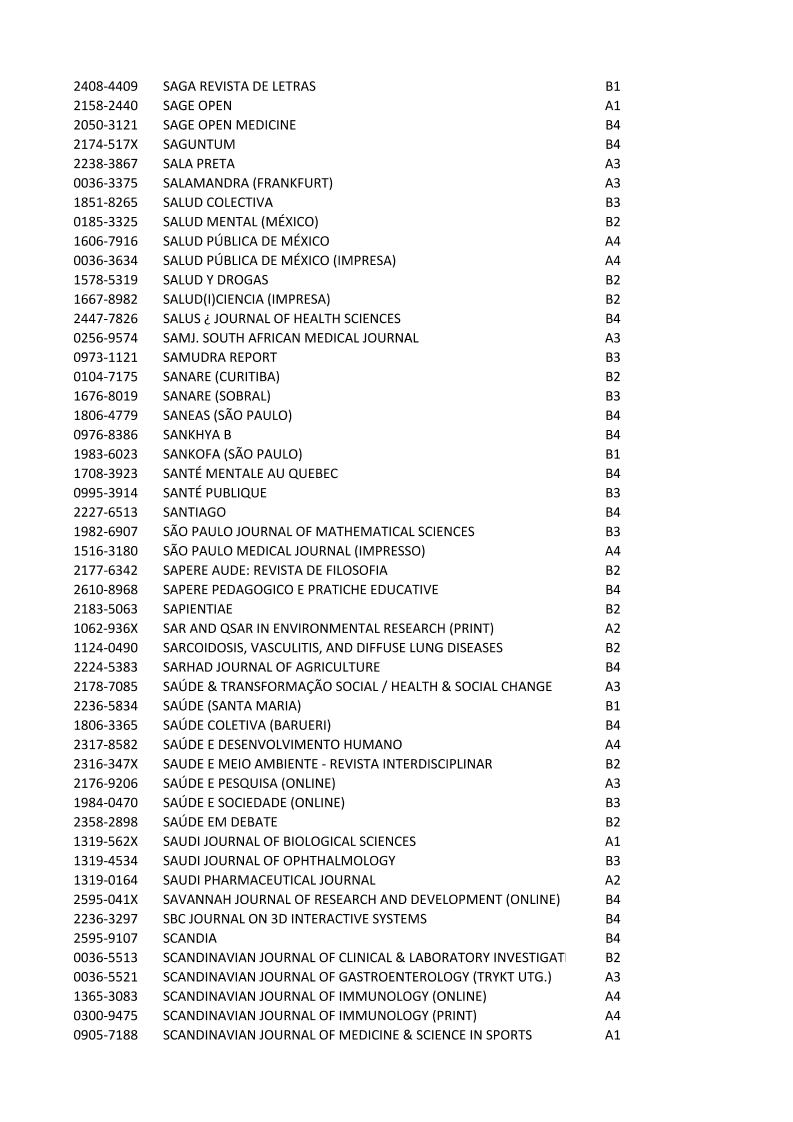 2408-4409 SAGA REVISTA DE LETRAS B1
2158-2440 SAGE OPEN A1
2050-3121 SAGE OPEN MEDICINE B4
2174-517X SAGUNTUM B4
2238-3867 SALA PRETA A3
0036-3375 SALAMANDRA (FRANKFURT) A3
1851-8265 SALUD COLECTIVA B3
0185-3325 SALUD MENTAL (MÉXICO) B2
1606-7916 SALUD PÚBLICA DE MÉXICO A4
0036-3634 SALUD PÚBLICA DE MÉXICO (IMPRESA) A4
1578-5319 SALUD Y DROGAS B2
1667-8982 SALUD(I)CIENCIA (IMPRESA) B2
2447-7826 SALUS ¿ JOURNAL OF HEALTH SCIENCES B4
0256-9574 SAMJ. SOUTH AFRICAN MEDICAL JOURNAL A3
0973-1121 SAMUDRA REPORT B3
0104-7175 SANARE (CURITIBA) B2
1676-8019 SANARE (SOBRAL) B3
1806-4779 SANEAS (SÃO PAULO) B4
0976-8386 SANKHYA B B4
1983-6023 SANKOFA (SÃO PAULO) B1
1708-3923 SANTÉ MENTALE AU QUEBEC B4
0995-3914 SANTÉ PUBLIQUE B3
2227-6513 SANTIAGO B4
1982-6907 SÃO PAULO JOURNAL OF MATHEMATICAL SCIENCES B3
1516-3180 SÃO PAULO MEDICAL JOURNAL (IMPRESSO) A4
2177-6342 SAPERE AUDE: REVISTA DE FILOSOFIA B2
2610-8968 SAPERE PEDAGOGICO E PRATICHE EDUCATIVE B4
2183-5063 SAPIENTIAE B2
1062-936X SAR AND QSAR IN ENVIRONMENTAL RESEARCH (PRINT) A2
1124-0490 SARCOIDOSIS, VASCULITIS, AND DIFFUSE LUNG DISEASES B2
2224-5383 SARHAD JOURNAL OF AGRICULTURE B4
2178-7085 SAÚDE & TRANSFORMAÇÃO SOCIAL / HEALTH & SOCIAL CHANGE A3
2236-5834 SAÚDE (SANTA MARIA) B1
1806-3365 SAÚDE COLETIVA (BARUERI) B4
2317-8582 SAÚDE E DESENVOLVIMENTO HUMANO A4
2316-347X SAUDE E MEIO AMBIENTE - REVISTA INTERDISCIPLINAR B2
2176-9206 SAÚDE E PESQUISA (ONLINE) A3
1984-0470 SAÚDE E SOCIEDADE (ONLINE) B3
2358-2898 SAÚDE EM DEBATE B2
1319-562X SAUDI JOURNAL OF BIOLOGICAL SCIENCES A1
1319-4534 SAUDI JOURNAL OF OPHTHALMOLOGY B3
1319-0164 SAUDI PHARMACEUTICAL JOURNAL A2
2595-041X SAVANNAH JOURNAL OF RESEARCH AND DEVELOPMENT (ONLINE) B4
2236-3297 SBC JOURNAL ON 3D INTERACTIVE SYSTEMS B4
2595-9107 SCANDIA B4
0036-5513 SCANDINAVIAN JOURNAL OF CLINICAL & LABORATORY INVESTIGATI B2
0036-5521 SCANDINAVIAN JOURNAL OF GASTROENTEROLOGY (TRYKT UTG.) A3
1365-3083 SCANDINAVIAN JOURNAL OF IMMUNOLOGY (ONLINE) A4
0300-9475 SCANDINAVIAN JOURNAL OF IMMUNOLOGY (PRINT) A4
0905-7188 SCANDINAVIAN JOURNAL OF MEDICINE & SCIENCE IN SPORTS A1